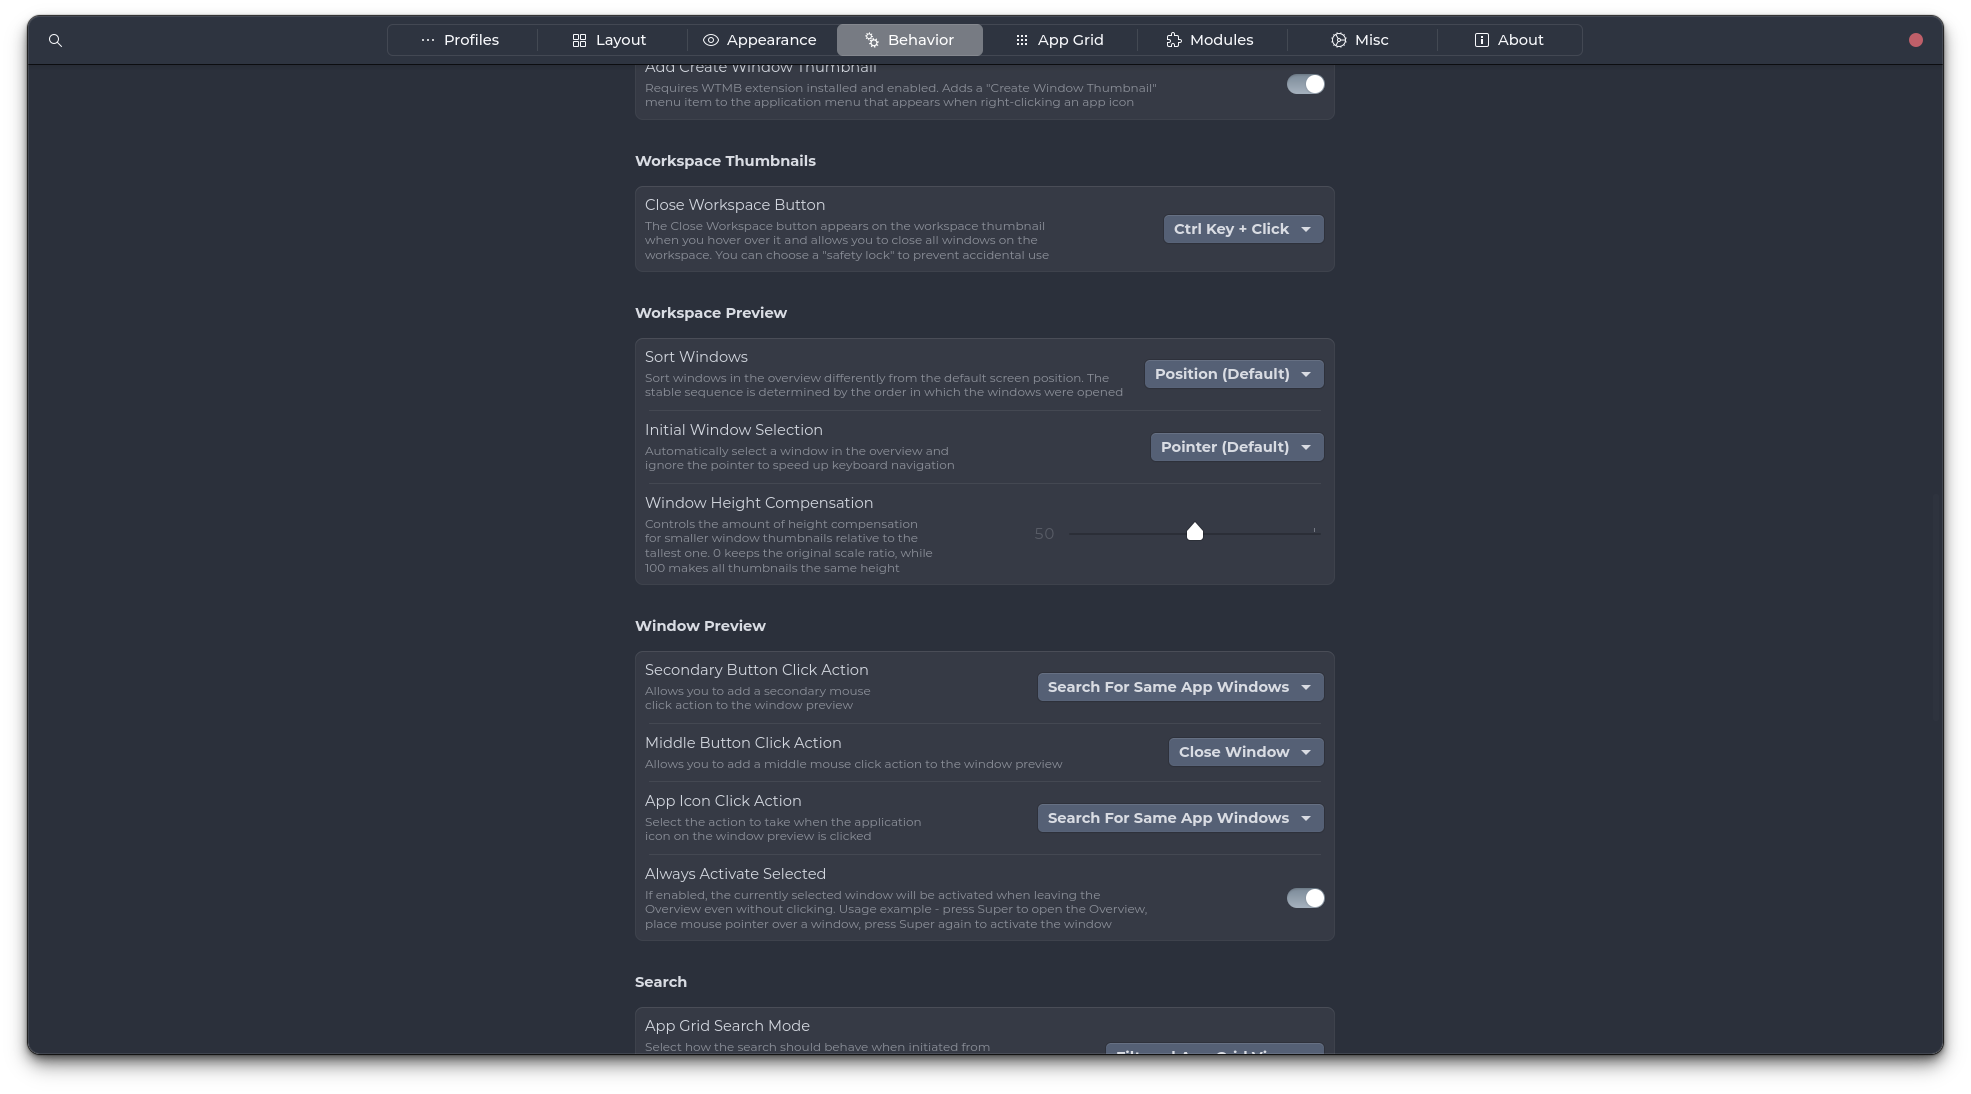 Profiles
Layout
Appearance
Behavior
App Grid
Modules
Misc
About
Add Create Window Thumbnail
Requires WTMB extension installed and enabled. Adds a "Create Window Thumbnail"
menu item to the application menu that appears when right-clicking an app icon
Workspace Thumbnails
Close Workspace Button
The Close Workspace button appears on the workspace thumbnail
when you hover over it and allows you to close all windows on the
workspace. You can choose a "safety lock" to prevent accidental use
Ctrl Key + Click
Workspace Preview
Sort Windows
Sort windows in the overview differently from the default screen position. The
stable sequence is determined by the order in which the windows were opened
Position (Default)
Initial Window Selection
Automatically select a window in the overview and
ignore the pointer to speed up keyboard navigation
Pointer (Default)
Window Height Compensation
Controls the amount of height compensation
for smaller window thumbnails relative to the
tallest one. 0 keeps the original scale ratio, while
100 makes all thumbnails the same height
50
Window Preview
Secondary Button Click Action
Allows you to add a secondary mouse
click action to the window preview
Search For Same App Windows
Middle Button Click Action
Allows you to add a middle mouse click action to the window preview
Close Window
App Icon Click Action
Select the action to take when the application
icon on the window preview is clicked
Search For Same App Windows
Always Activate Selected
If enabled, the currently selected window will be activated when leaving the
Overview even without clicking. Usage example - press Super to open the Overview,
place mouse pointer over a window, press Super again to activate the window
Search
App Grid Search Mode
Select how the search should behave when initiated from